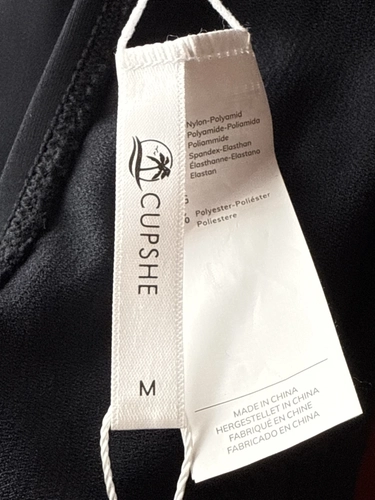 CUPSHE
M
Nylon-Polyamid
Polyamide-Poliamida
Poliammide
Spandex-Elasthan
Élasthanne-Elastano
Elastan
Polyester-Poliéster
Poliestere
MADE IN CHINA
HERGESTELLET IN CHINA
FABRIQUÉ EN CHINE
FABRICADO EN CHINA